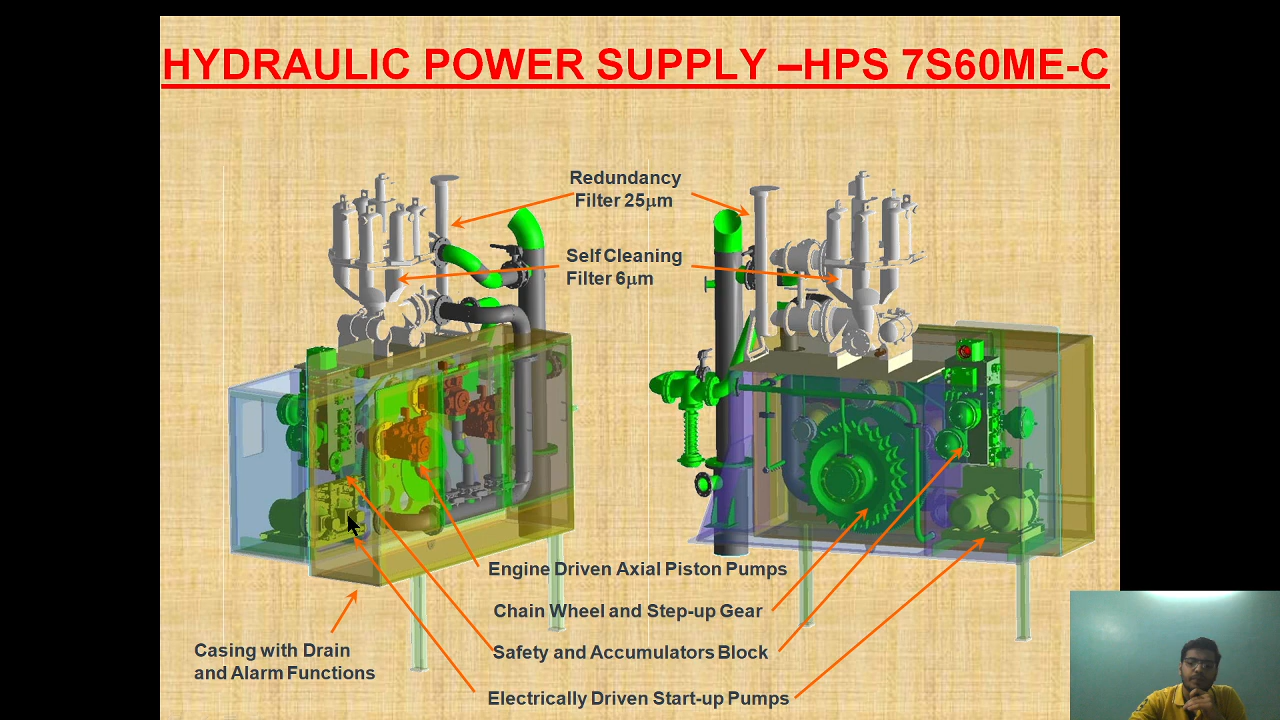 HYDRAULIC POWER SUPPLY –HPS 7S60ME-C
Redundancy
Filter 25μm
Self Cleaning
Filter 6μm
Engine Driven Axial Piston Pumps
Chain Wheel and Step-up Gear
Safety and Accumulators Block
Electrically Driven Start-up Pumps
Casing with Drain
and Alarm Functions